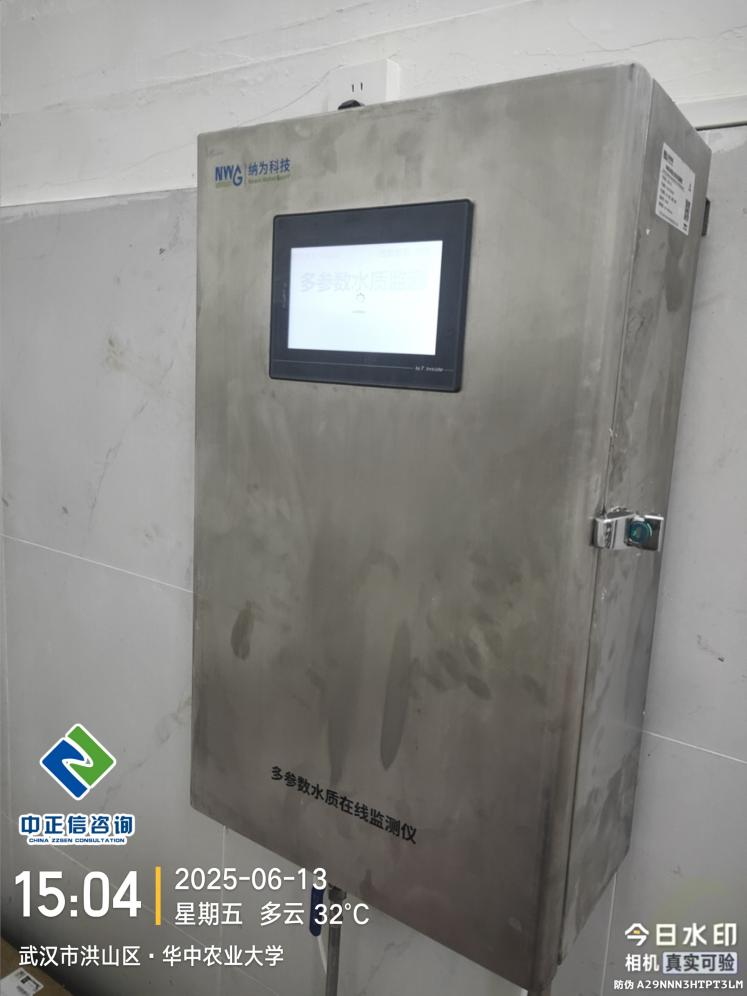 NWG 纳为科技
多参数水质监测
IoT Inside
多参数水质在线监测仪
中正信咨询
CHINA ZZSEN CONSULTATION
15:04
2025-06-13
星期五 多云 32°C
武汉市洪山区·华中农业大学
今日水印
相机 真实可验
防伪 A29NNN3HTPT3LM